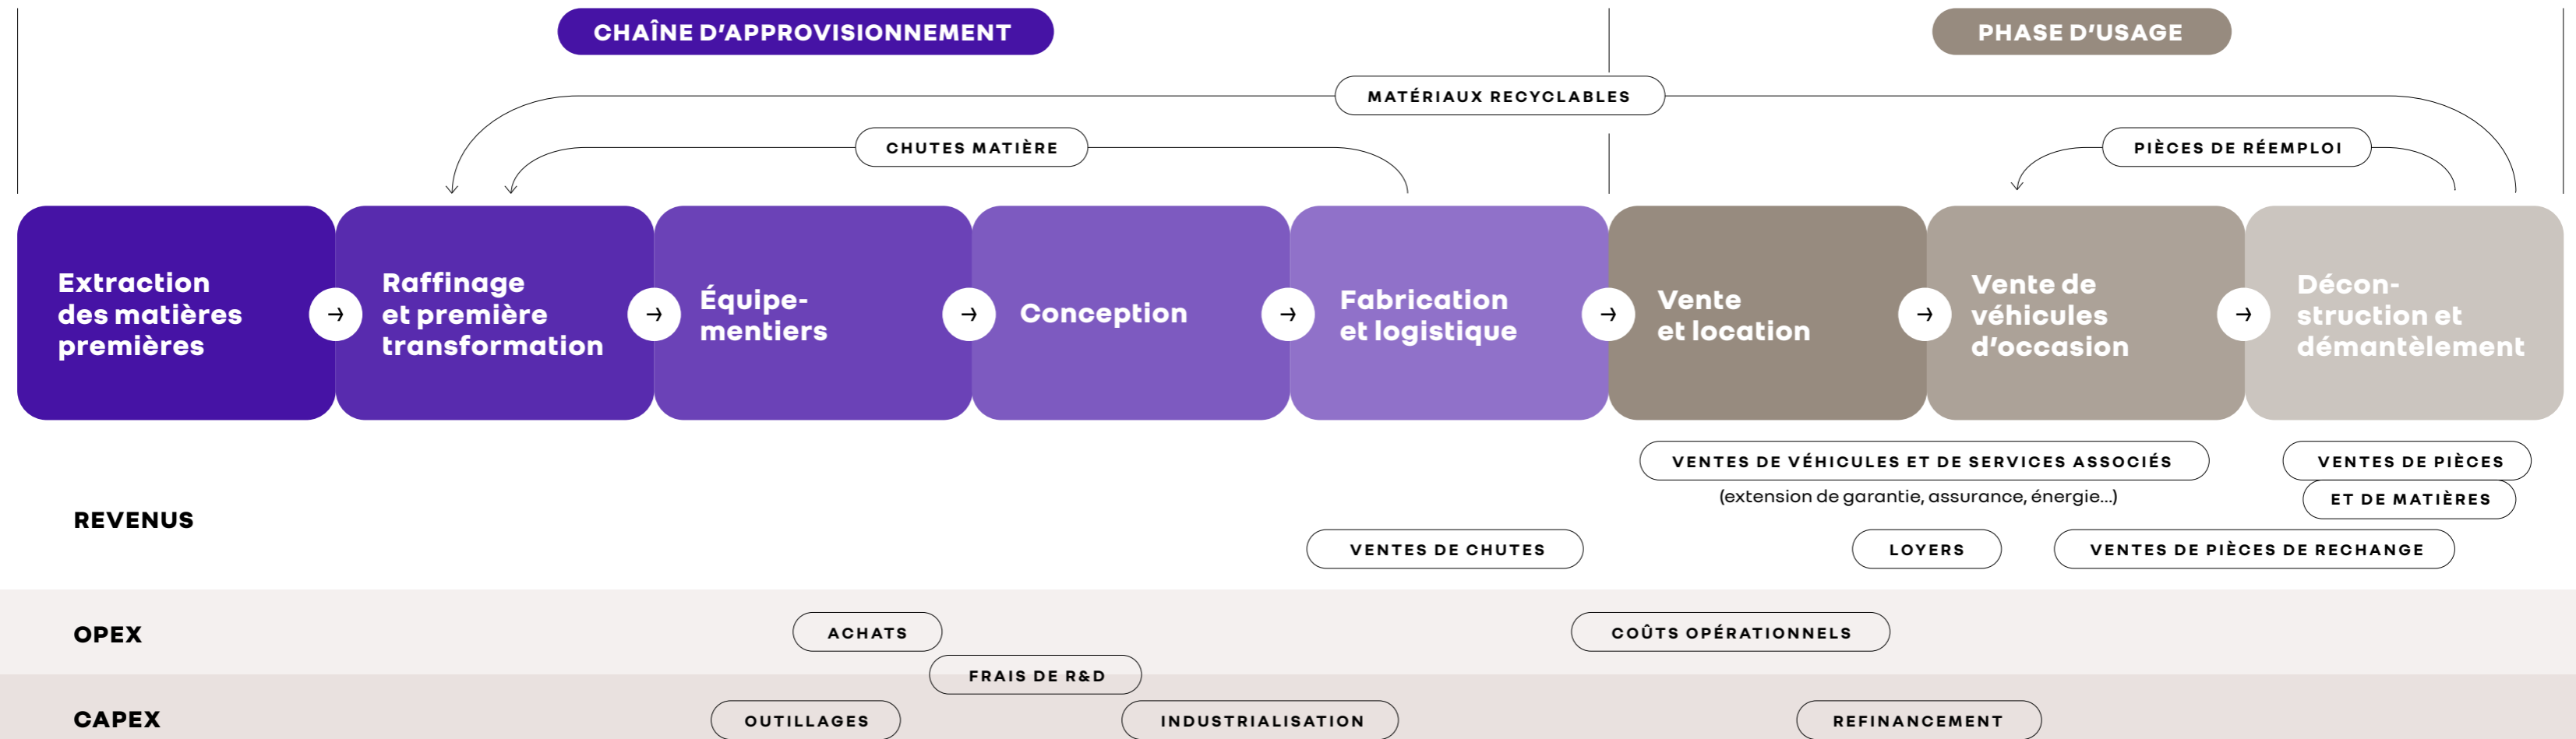 CHAÎNE D'APPROVISIONNEMENT
PHASE D'USAGE
MATÉRIAUX RECYCLABLES
CHUTES MATIÈRE
PIÈCES DE RÉEMPLOI
Extraction
des matières
premières
→
Raffinage
et première
transformation
→
Équipe-
mentiers
→
Conception
→
Fabrication
et logistique
→
Vente
et location
→
Vente de
véhicules
d'occasion
→
Décon-
struction et
démantèlement
REVENUS
VENTES DE VÉHICULES ET DE SERVICES ASSOCIÉS
(extension de garantie, assurance, énergie...)
VENTES DE PIÈCES
ET DE MATIÈRES
VENTES DE CHUTES
LOYERS
VENTES DE PIÈCES DE RECHANGE
OPEX
ACHATS
COÛTS OPÉRATIONNELS
FRAIS DE R&D
CAPEX
OUTILLAGES
INDUSTRIALISATION
REFINANCEMENT